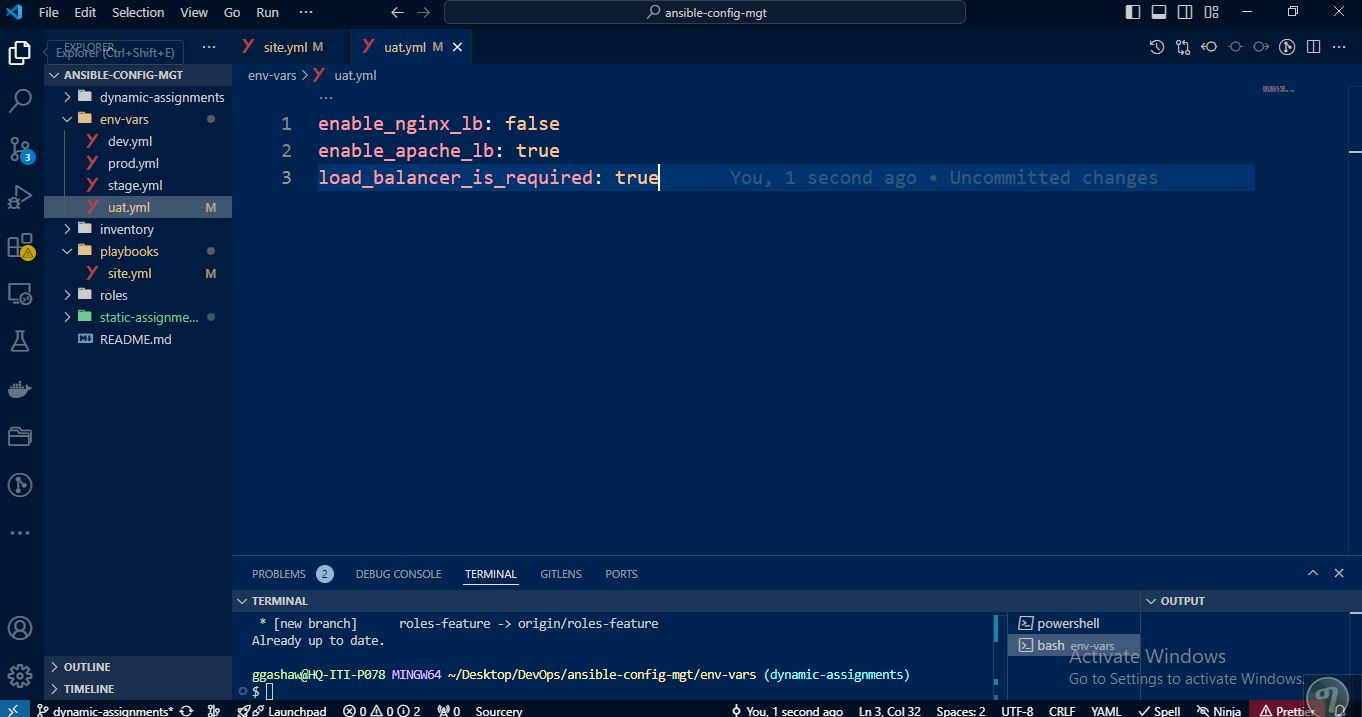 File Edit Selection View Go Run ··· ansible-config-mgt
EXPLORER ···
Explorer (Ctrl+Shift+E)
site.yml M
uat.yml M
ANSIBLE-CONFIG-MGT
dynamic-assignments
env-vars
dev.yml
prod.yml
stage.yml
uat.yml M
inventory
playbooks
site.yml M
roles
static-assignme...
README.md
OUTLINE
TIMELINE
3
env-vars > uat.yml
...
1 enable_nginx_lb: false
2 enable_apache_lb: true
3 load_balancer_is_required: true You, 1 second ago • Uncommitted changes
PROBLEMS 2 DEBUG CONSOLE TERMINAL GITLENS PORTS
TERMINAL
* [new branch] roles-feature -> origin/roles-feature
Already up to date.
ggashaw@HQ-ITI-P078 MINGW64 ~/Desktop/DevOps/ansible-config-mgt/env-vars (dynamic-assignments)
$
powershell
bash env-vars
OUTPUT
Activate Windows
Go to Settings to activate Windows.
dynamic-assignments* Launchpad 0 0 2 0 Sourcery You, 1 second ago Ln 3, Col 32 Spaces: 2 UTF-8 CRLF YAML Spell Ninja Prettier